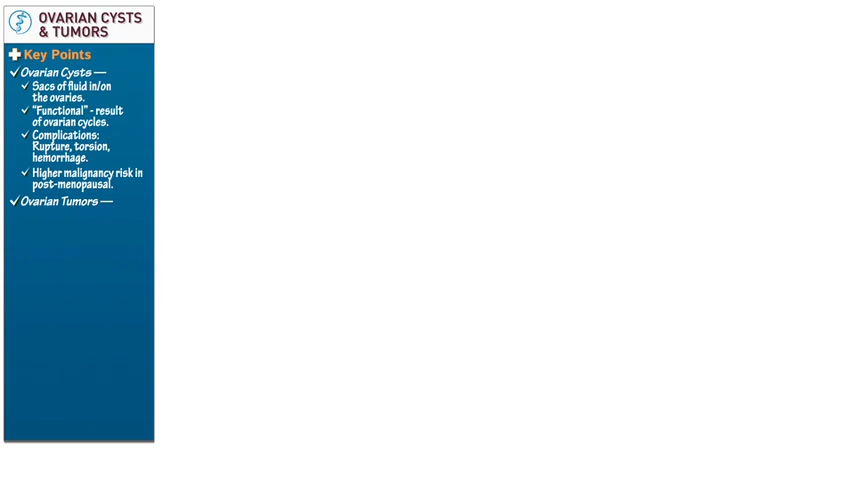 OVARIAN CYSTS
& TUMORS
Key Points
Ovarian Cysts —
Sacs of fluid in/on
the ovaries.
"Functional" - result
of ovarian cycles.
Complications:
Rupture, torsion,
hemorrhage.
Higher malignancy risk in
post-menopausal.
Ovarian Tumors —